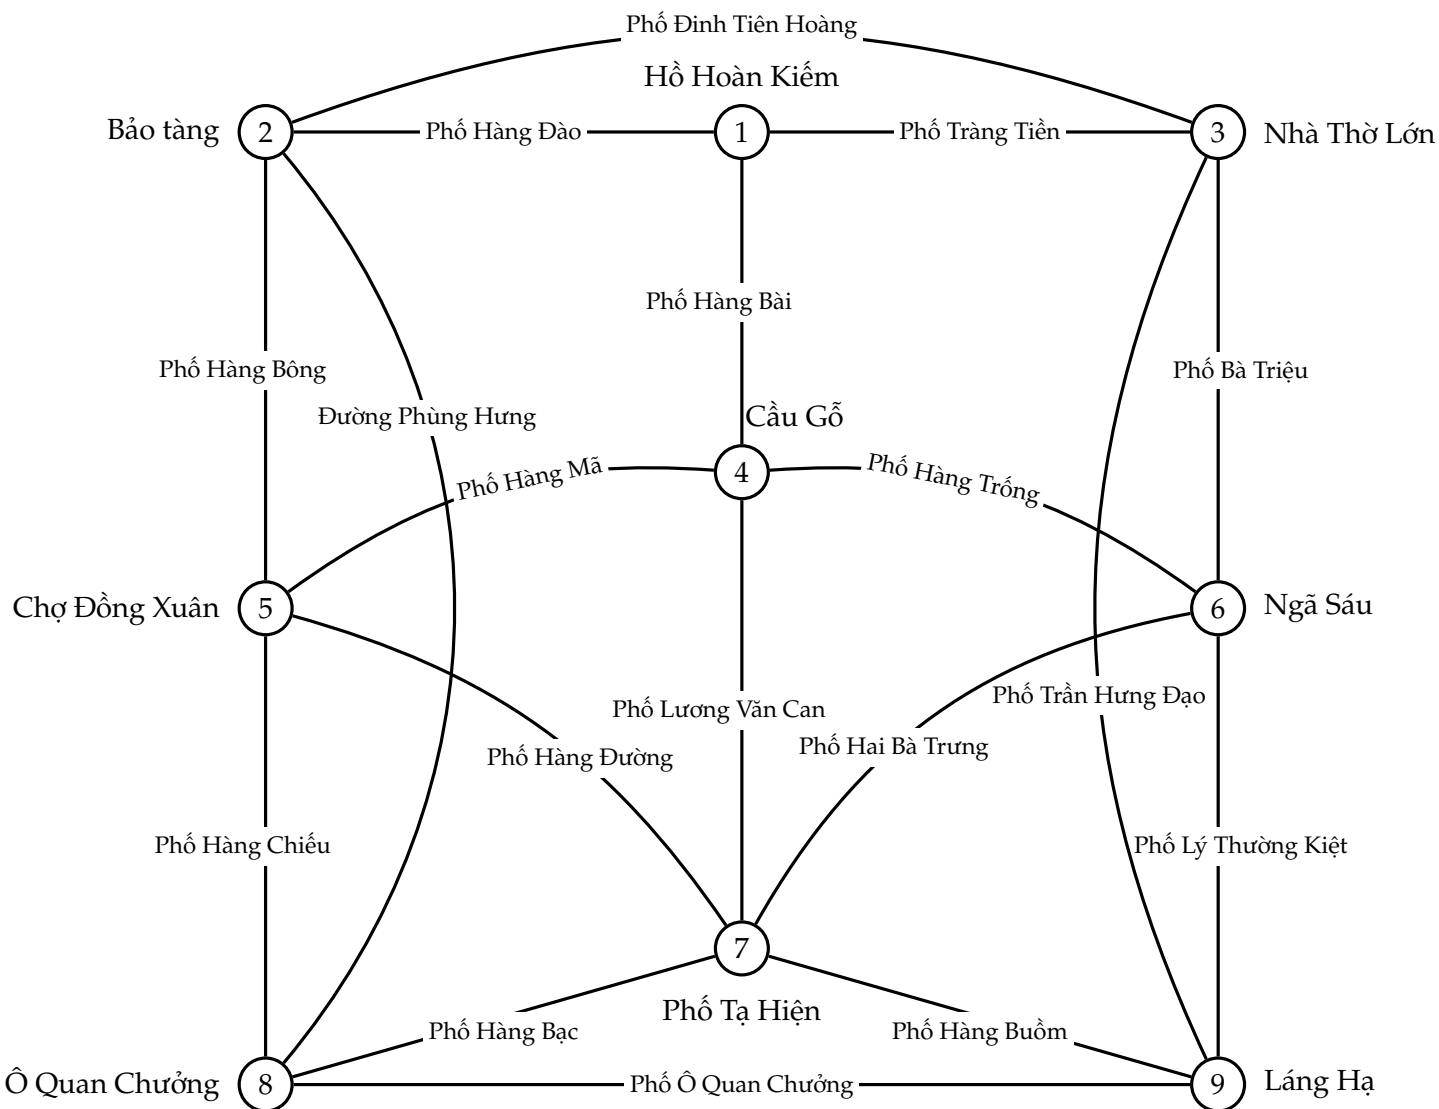 Phố Đinh Tiên Hoàng
Hồ Hoàn Kiếm
Bảo tàng
2
Phố Hàng Đào
1
Phố Tràng Tiền
3
Nhà Thờ Lớn
Phố Hàng Bài
Phố Hàng Bông
Phố Bà Triệu
Đường Phùng Hưng
Cầu Gỗ
Phố Hàng Mã
4
Phố Hàng Trống
Chợ Đồng Xuân
5
6
Ngã Sáu
Phố Trần Hưng Đạo
Phố Lương Văn Can
Phố Hàng Đường
Phố Hai Bà Trưng
Phố Hàng Chiếu
Phố Lý Thường Kiệt
7
Phố Tạ Hiện
Phố Hàng Bạc
Phố Hàng Buồm
Ô Quan Chưởng
8
Phố Ô Quan Chưởng
9
Láng Hạ